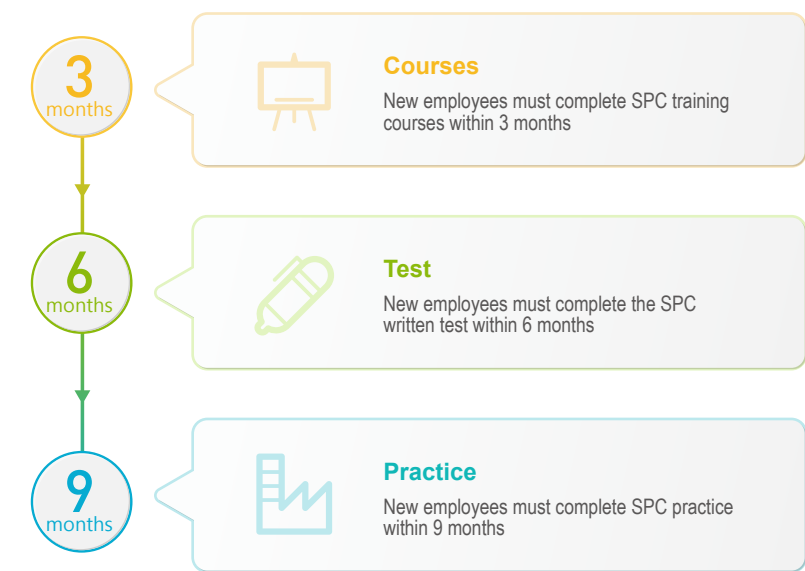 3
months
Courses
New employees must complete SPC training
courses within 3 months
6
months
Test
New employees must complete the SPC
written test within 6 months
9
months
Practice
New employees must complete SPC practice
within 9 months